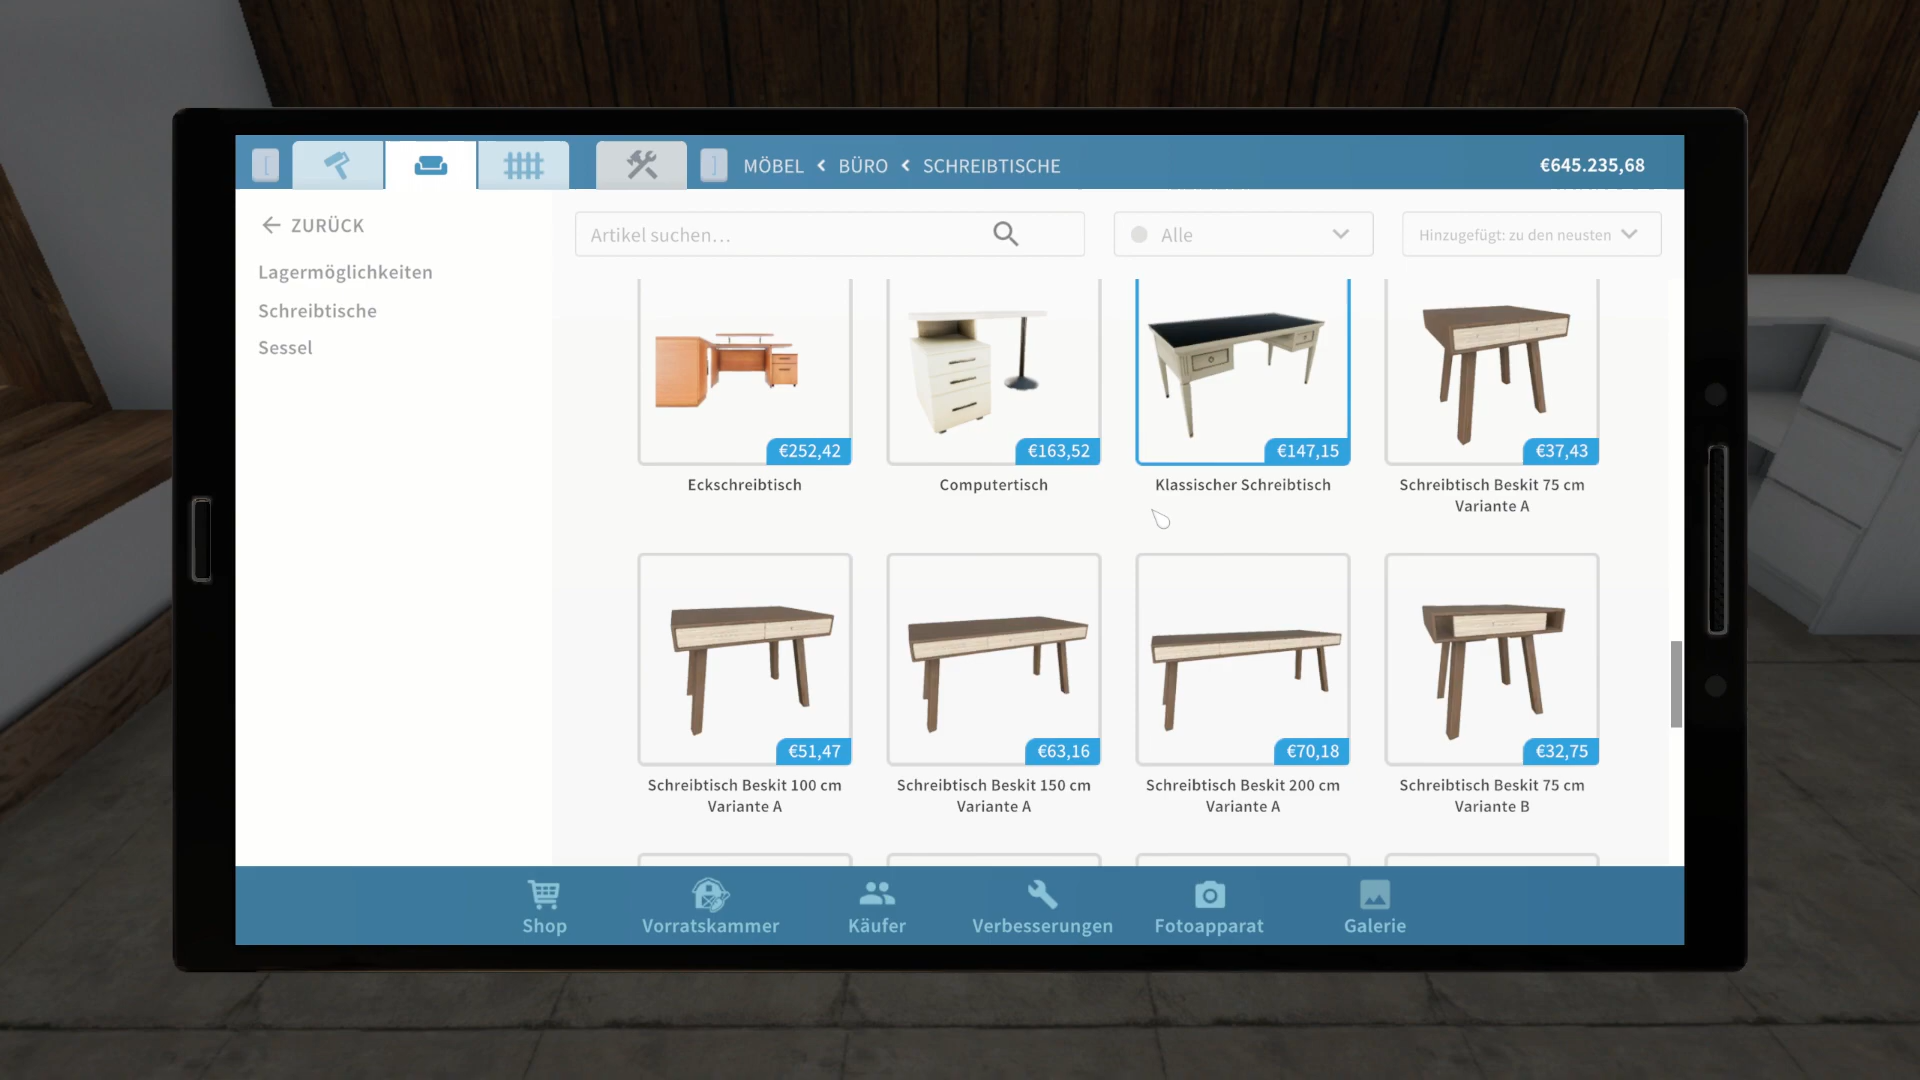 [
]
MÖBEL < BÜRO < SCHREIBTISCHE
€645.235,68
ZURÜCK
Lagermöglichkeiten
Schreibtische
Sessel
Artikel suchen...
Alle
Hinzugefügt: zu den neusten
€252,42
€163,52
€147,15
€37,43
Eckschreibtisch
Computertisch
Klassischer Schreibtisch
Schreibtisch Beskit 75 cm
Variante A
€51,47
€63,16
€70,18
€32,75
Schreibtisch Beskit 100 cm
Variante A
Schreibtisch Beskit 150 cm
Variante A
Schreibtisch Beskit 200 cm
Variante A
Schreibtisch Beskit 75 cm
Variante B
Shop
Vorratskammer
Käufer
Verbesserungen
Fotoapparat
Galerie